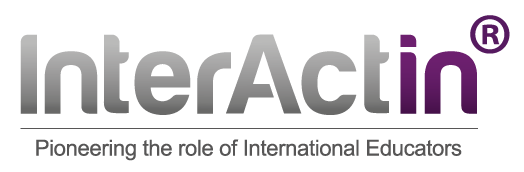 InterActin®
Pioneering the role of International Educators